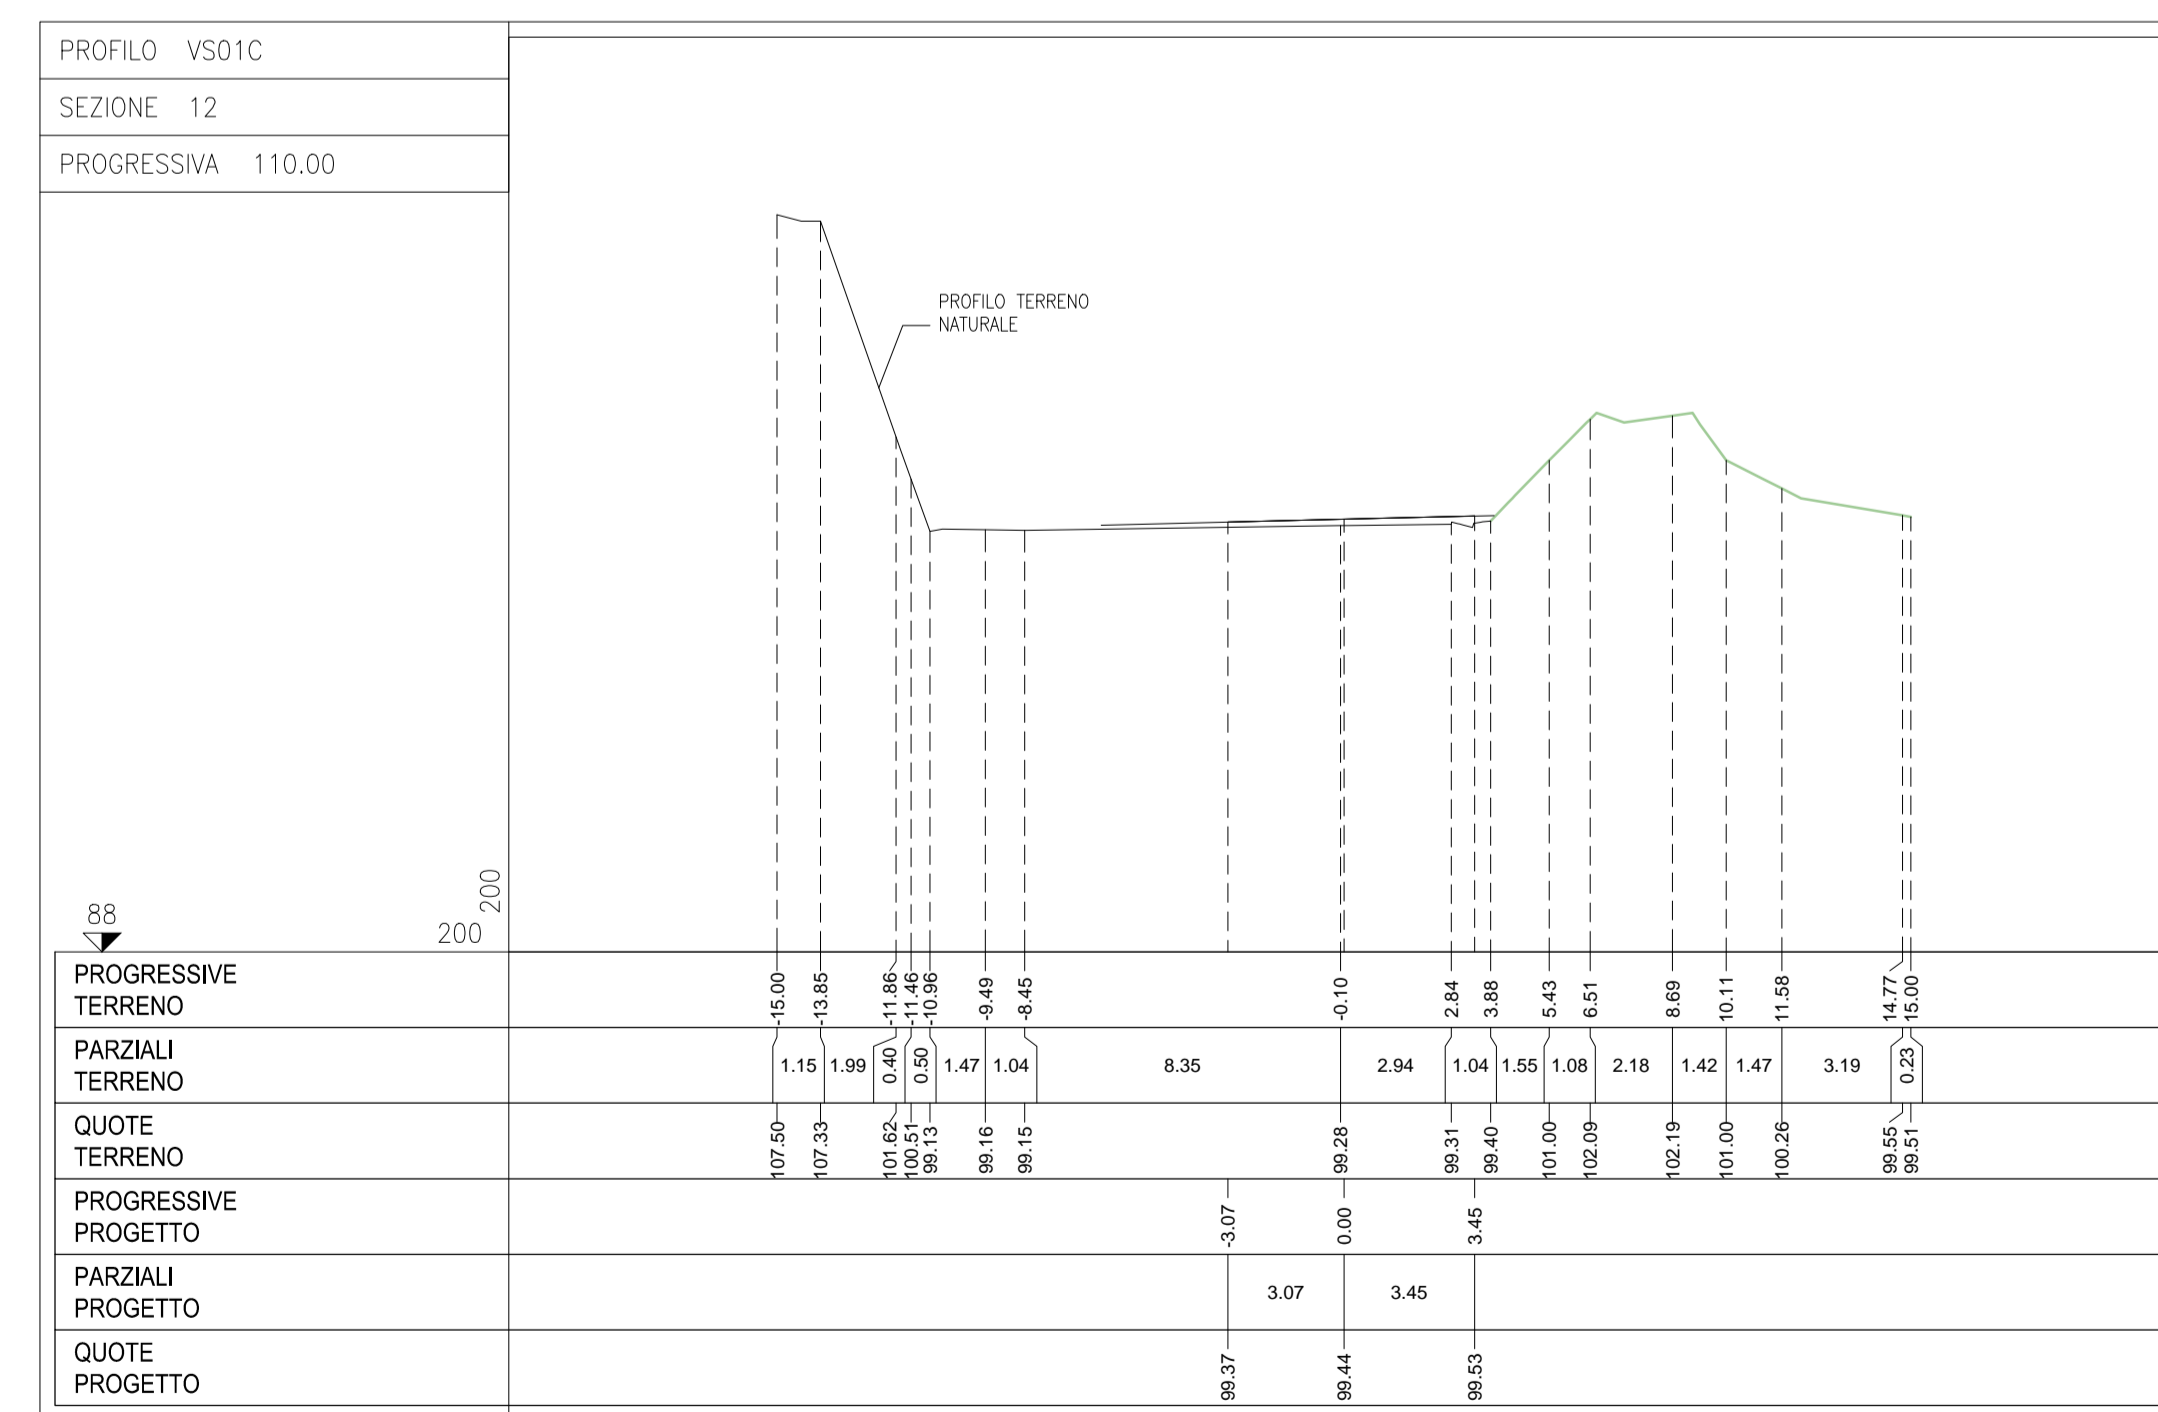 PROFILO VS01C
SEZIONE 12
PROGRESSIVA 110.00
PROFILO TERRENO
NATURALE
88
200
200
PROGRESSIVE
TERRENO
-15.00 -13.85 -11.86 -11.46 -10.96 -9.49 -8.45 -0.10 2.84 3.88 5.43 6.51 8.69 10.11 11.58 14.77 15.00
PARZIALI
TERRENO
1.15 1.99 0.40 0.50 1.47 1.04 8.35 2.94 1.04 1.55 1.08 2.18 1.42 1.47 3.19 0.23
QUOTE
TERRENO
107.50 107.33 101.62 100.51 99.13 99.16 99.15 99.28 99.31 99.40 101.00 102.09 102.19 101.00 100.26 99.55 99.51
PROGRESSIVE
PROGETTO
-3.07 0.00 3.45
PARZIALI
PROGETTO
3.07 3.45
QUOTE
PROGETTO
99.37 99.44 99.53